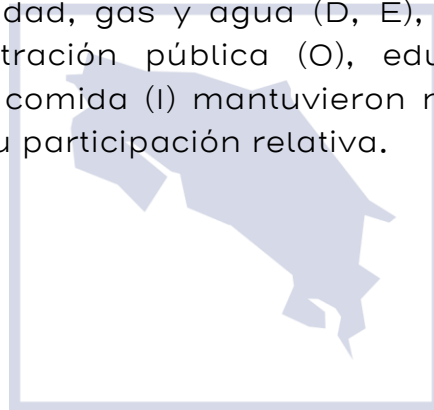 dad, gas y agua (D, E),
tración pública (O), edu
comida (I) mantuvieron
u participación relativa.